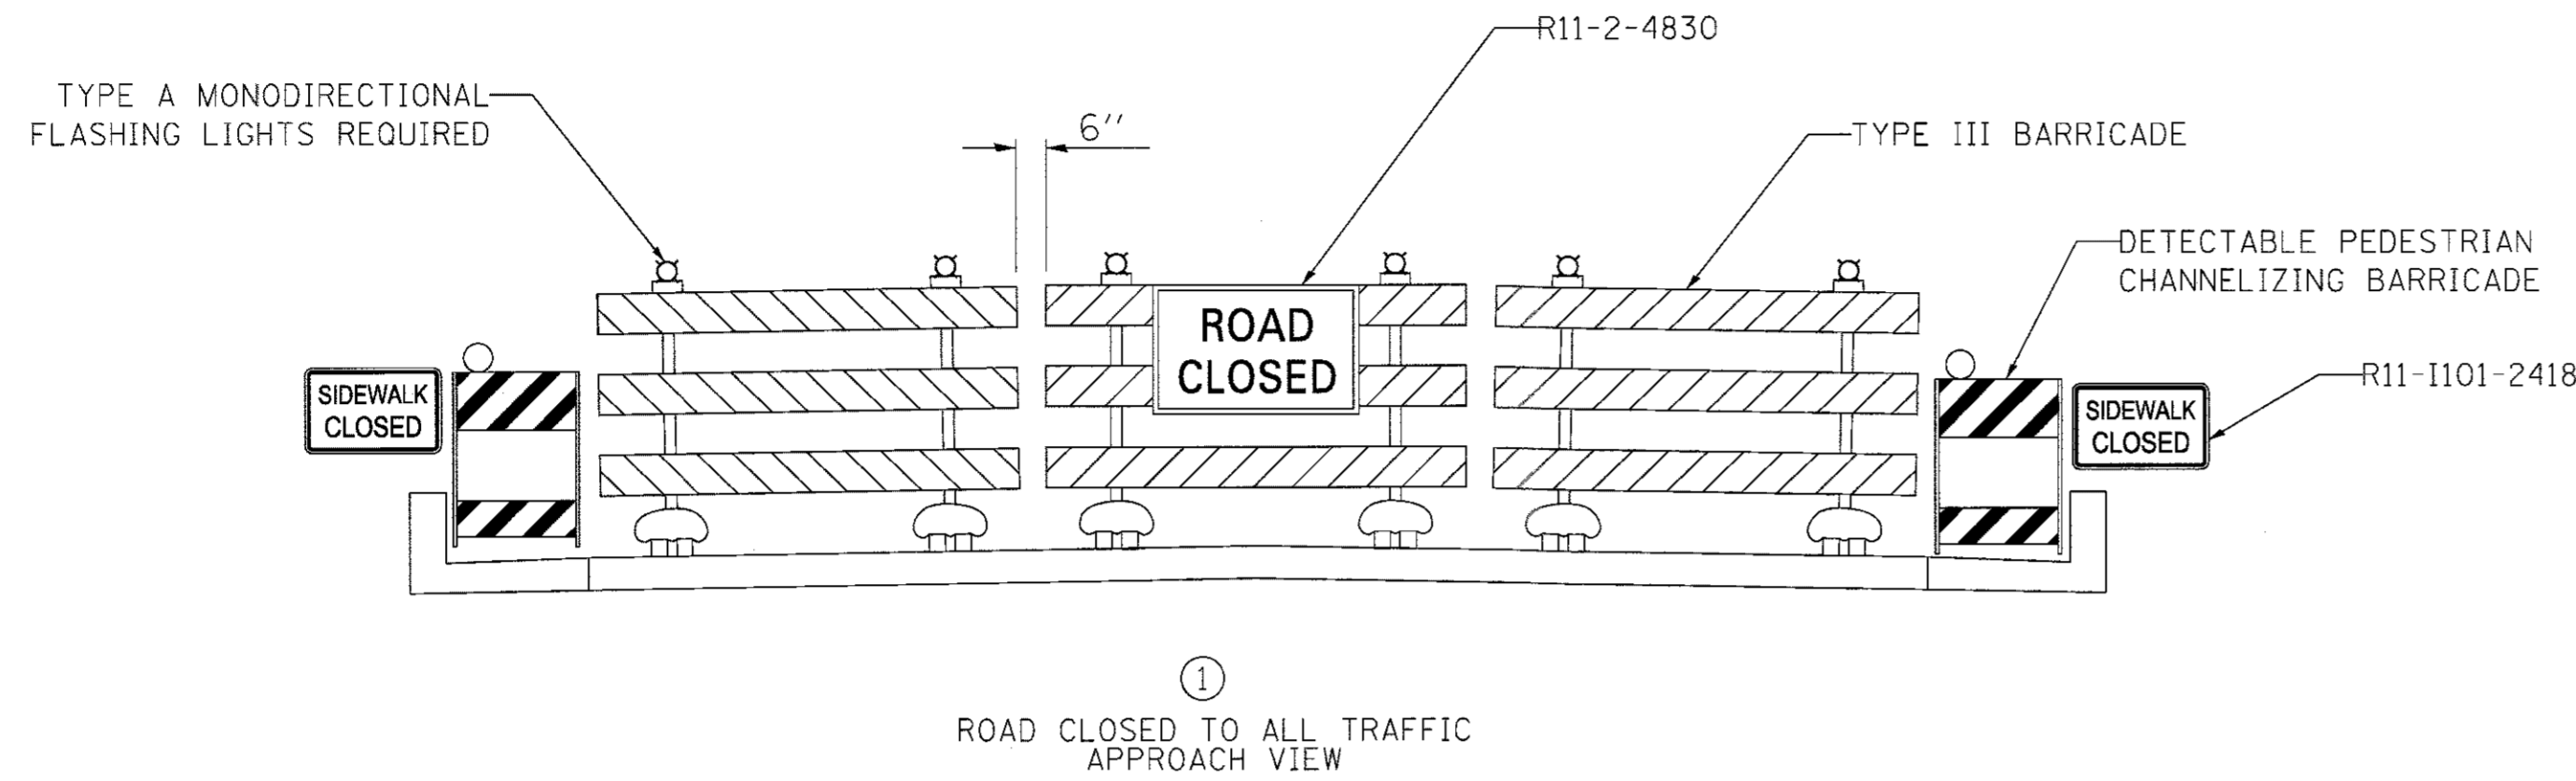 R11-2-4830
TYPE A MONODIRECTIONAL
FLASHING LIGHTS REQUIRED
6''
TYPE III BARRICADE
DETECTABLE PEDESTRIAN
CHANNELIZING BARRICADE
ROAD
CLOSED
R11-I101-2418
SIDEWALK
CLOSED
SIDEWALK
CLOSED
1
ROAD CLOSED TO ALL TRAFFIC
APPROACH VIEW